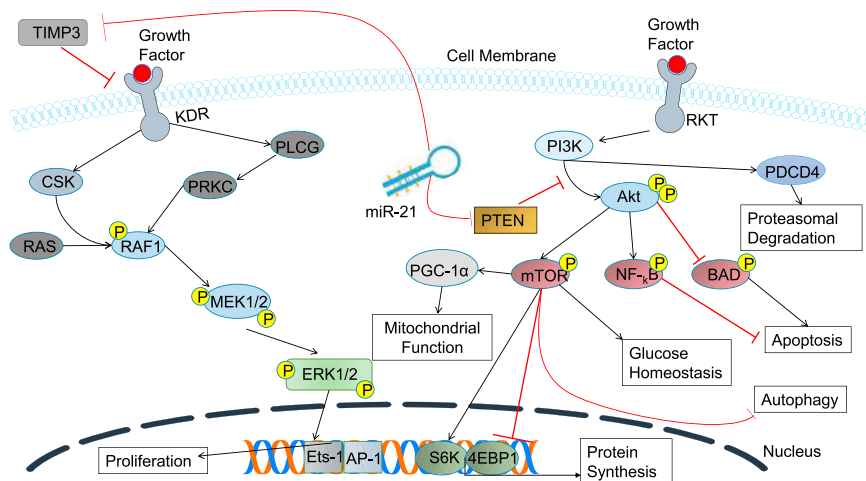 TIMP3
Growth
Factor
Cell Membrane
Growth
Factor
KDR
RKT
PLCG
PI3K
CSK
PRKC
PDCD4
miR-21
PTEN
Akt
P
P
Proteasomal
Degradation
RAS
P
RAF1
PGC-1α
mTOR
P
NF-κB
P
BAD
P
P
MEK1/2
P
Mitochondrial
Function
Apoptosis
Glucose
Homeostasis
P
ERK1/2
P
Autophagy
Nucleus
Proliferation
Ets-1
AP-1
S6K
4EBP1
Protein
Synthesis